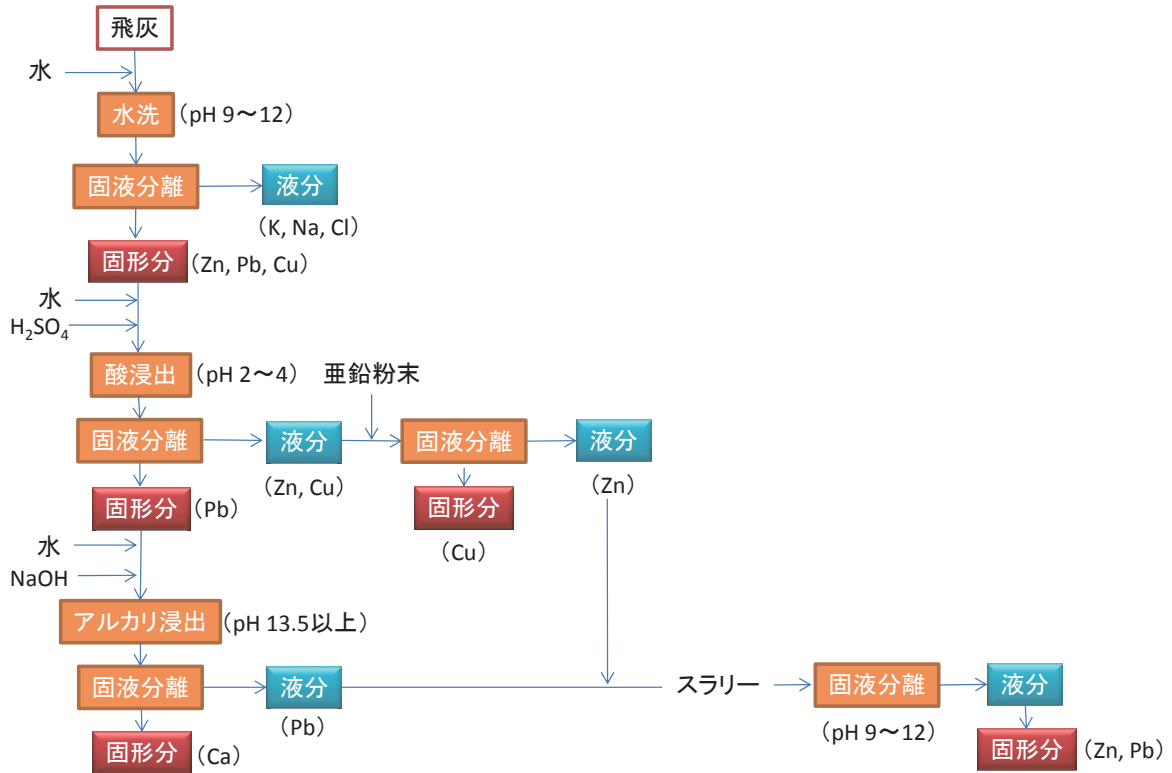 飛灰
水
水洗
(pH 9～12)
固液分離
液分
(K, Na, Cl)
固形分
(Zn, Pb, Cu)
水
H₂SO₄
酸浸出
(pH 2～4)
亜鉛粉末
固液分離
液分
固液分離
液分
(Zn, Cu)
(Zn)
固形分
(Pb)
固形分
(Cu)
水
NaOH
アルカリ浸出
(pH 13.5以上)
固液分離
液分
スラリー
固液分離
液分
(Pb)
(pH 9～12)
固形分
(Ca)
固形分
(Zn, Pb)